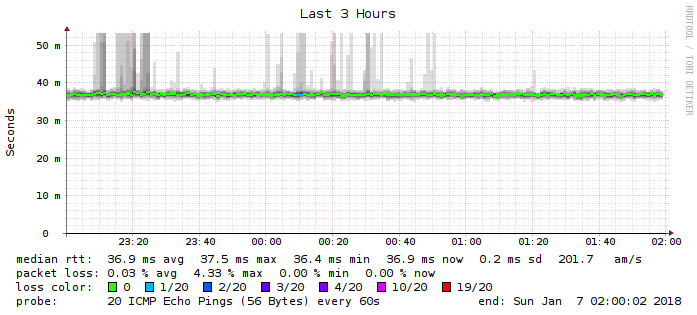 Last 3 Hours
RRDTOOL / TOBI OETIKER
Seconds
50 m
40 m
30 m
20 m
10 m
0
23:20 23:40 00:00 00:20 00:40 01:00 01:20 01:40 02:00
median rtt: 36.9 ms avg 37.5 ms max 36.4 ms min 36.9 ms now 0.2 ms sd 201.7 am/s
packet loss: 0.03 % avg 4.33 % max 0.00 % min 0.00 % now
loss color: 0 1/20 2/20 3/20 4/20 10/20 19/20
probe: 20 ICMP Echo Pings (56 Bytes) every 60s end: Sun Jan 7 02:00:02 2018